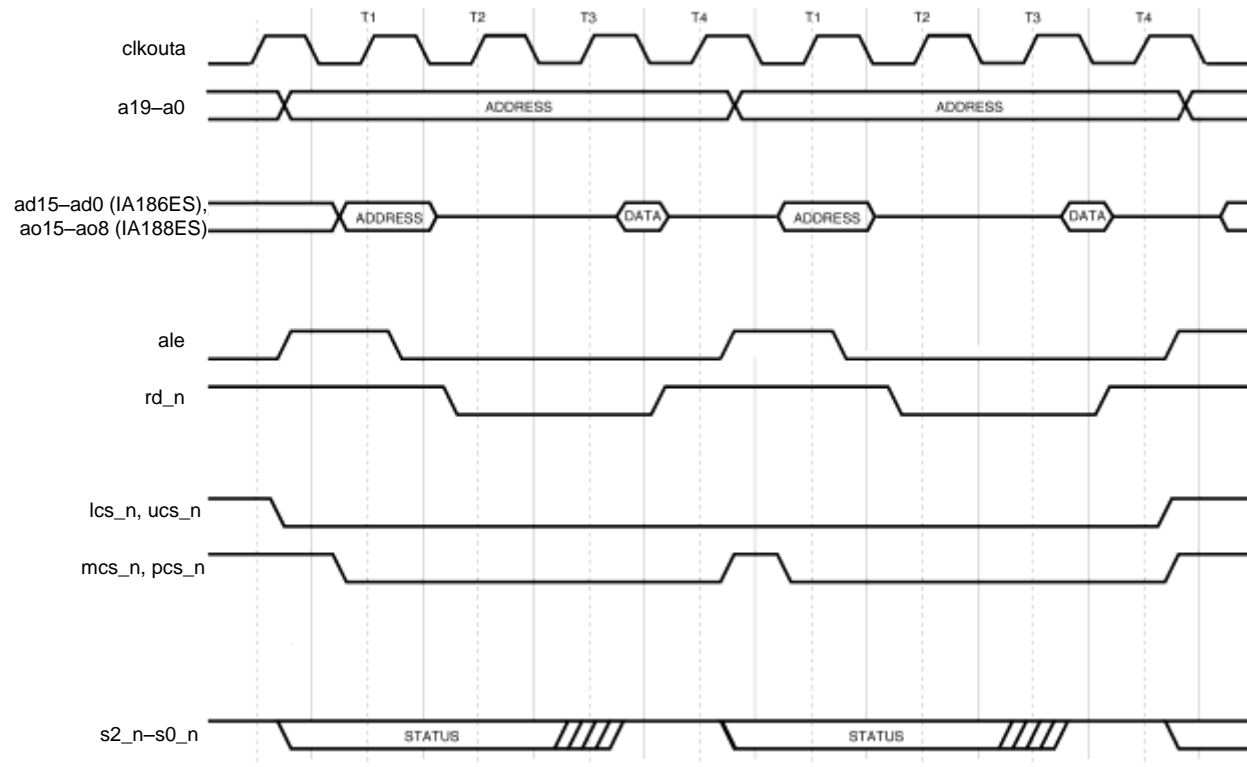 T1 T2 T3 T4 T1 T2 T3 T4
clkouta
a19–a0 ADDRESS ADDRESS
ad15–ad0 (IA186ES),
ao15–ao8 (IA188ES)
ADDRESS DATA ADDRESS DATA
ale
rd_n
lcs_n, ucs_n
mcs_n, pcs_n
s2_n–s0_n STATUS STATUS